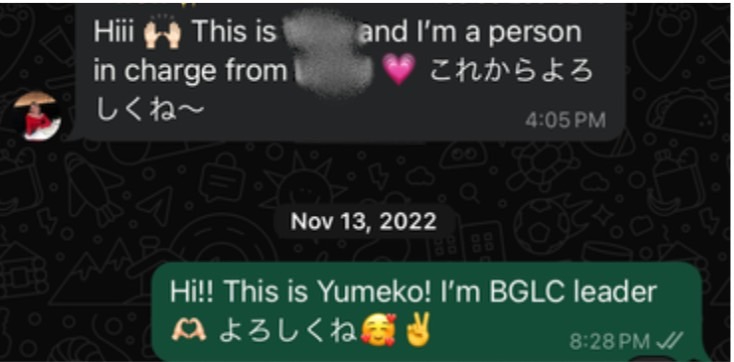 Hiii 🙌🏻 This is and I'm a person
in charge from 💗 これからよろ
しくね〜
4:05 PM
Nov 13, 2022
Hi!! This is Yumeko! I'm BGLC leader
🫶🏻 よろしくね🥰✌️
8:28 PM